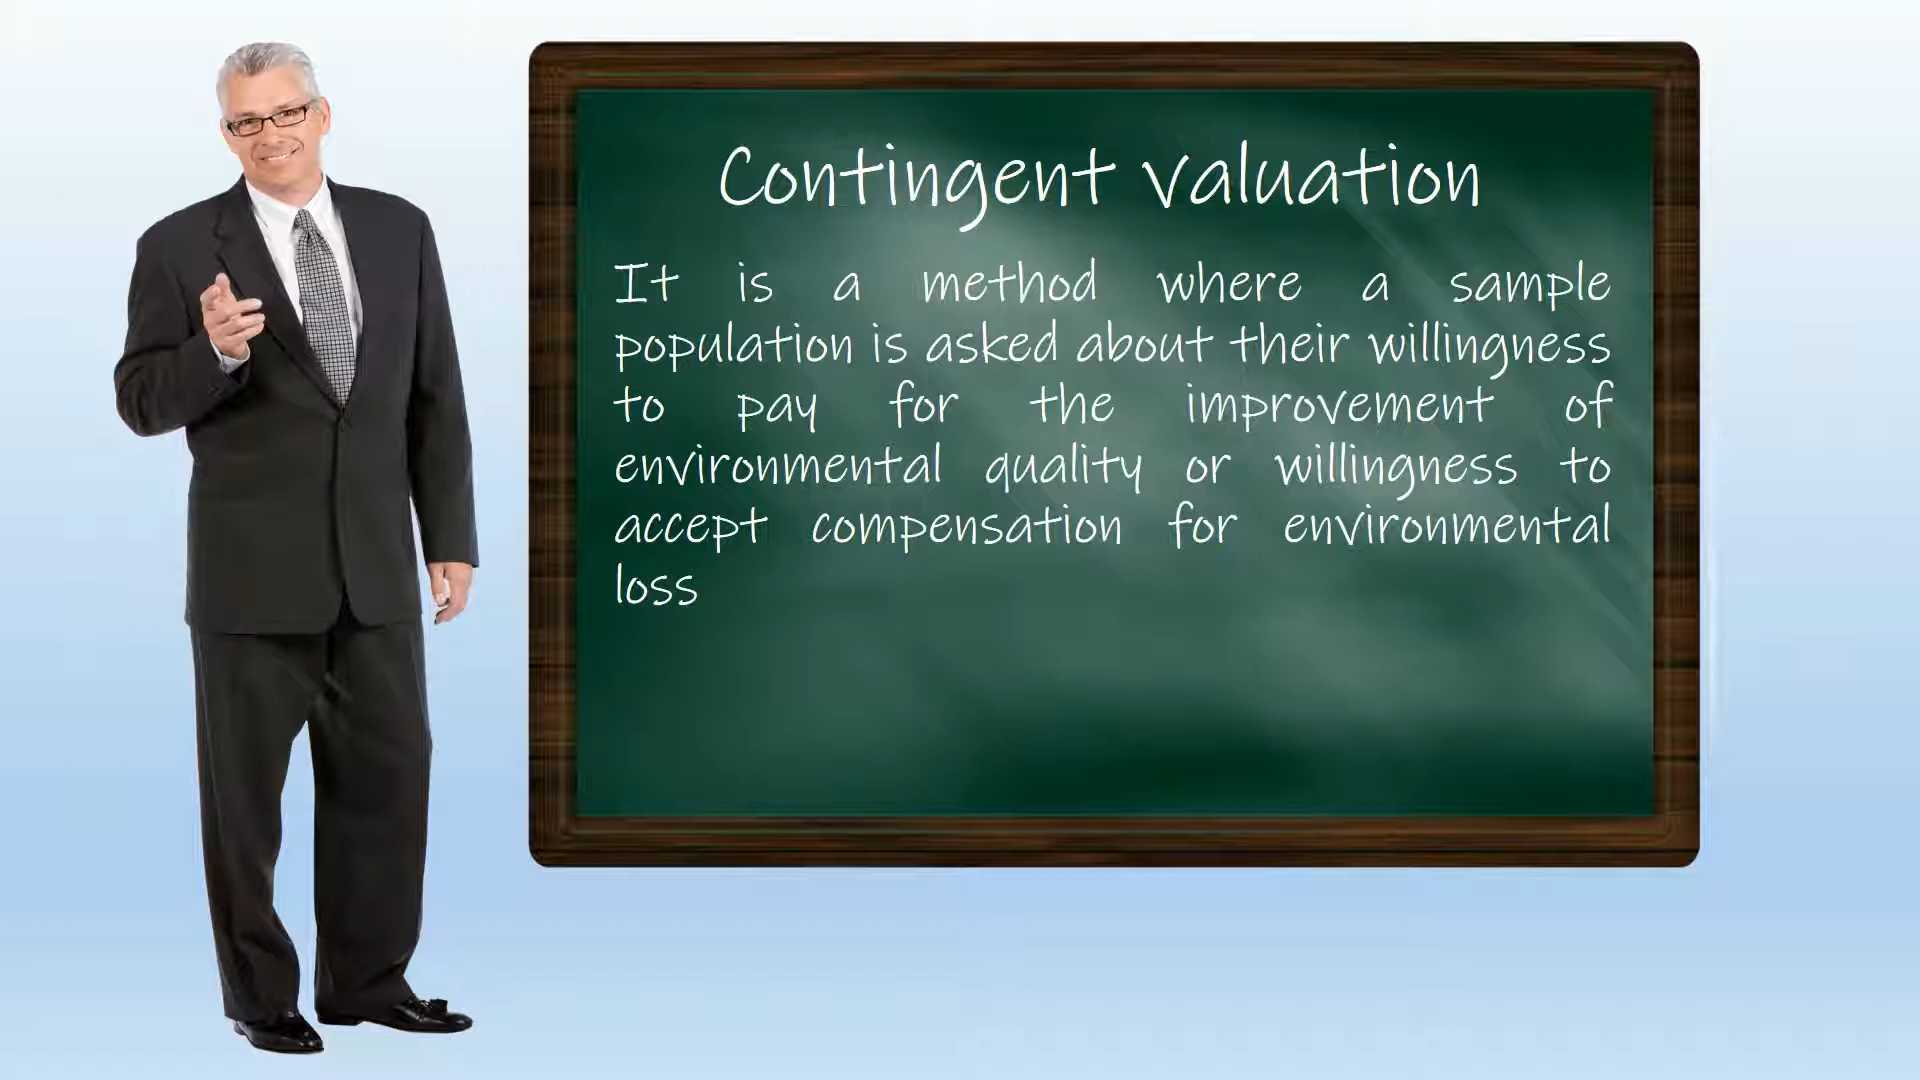 Contingent valuation
It is a method where a sample
population is asked about their willingness
to pay for the improvement of
environmental quality or willingness to
accept compensation for environmental
loss